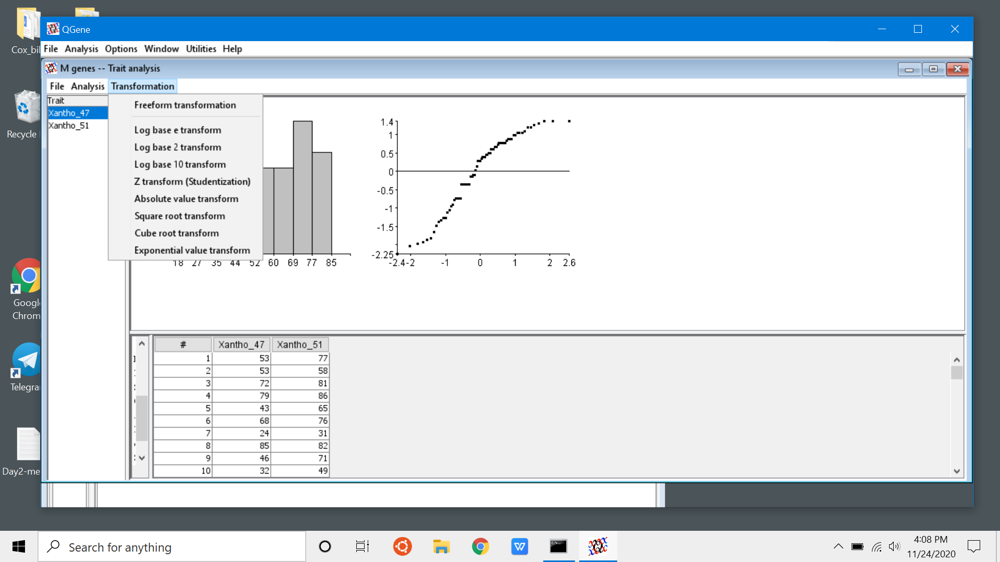 Cox_bil
Recycle
Googl
Chrom
Telegra
Day2-me
QGene
File Analysis Options Window Utilities Help
M genes -- Trait analysis
File Analysis Transformation
Trait
Xantho_47
Xantho_51
Freeform transformation
Log base e transform
Log base 2 transform
Log base 10 transform
Z transform (Studentization)
Absolute value transform
Square root transform
Cube root transform
Exponential value transform
18 27 35 44 52 60 69 77 85
1.4
1
0.5
0
-0.5
-1
-1.5
-2.25
-2.4 -2 -1 0 1 2 2.6
# Xantho_47 Xantho_51
1 53 77
2 53 58
3 72 81
4 79 86
5 43 65
6 68 76
7 24 31
8 85 82
9 46 71
10 32 49
Search for anything
4:08 PM
11/24/2020